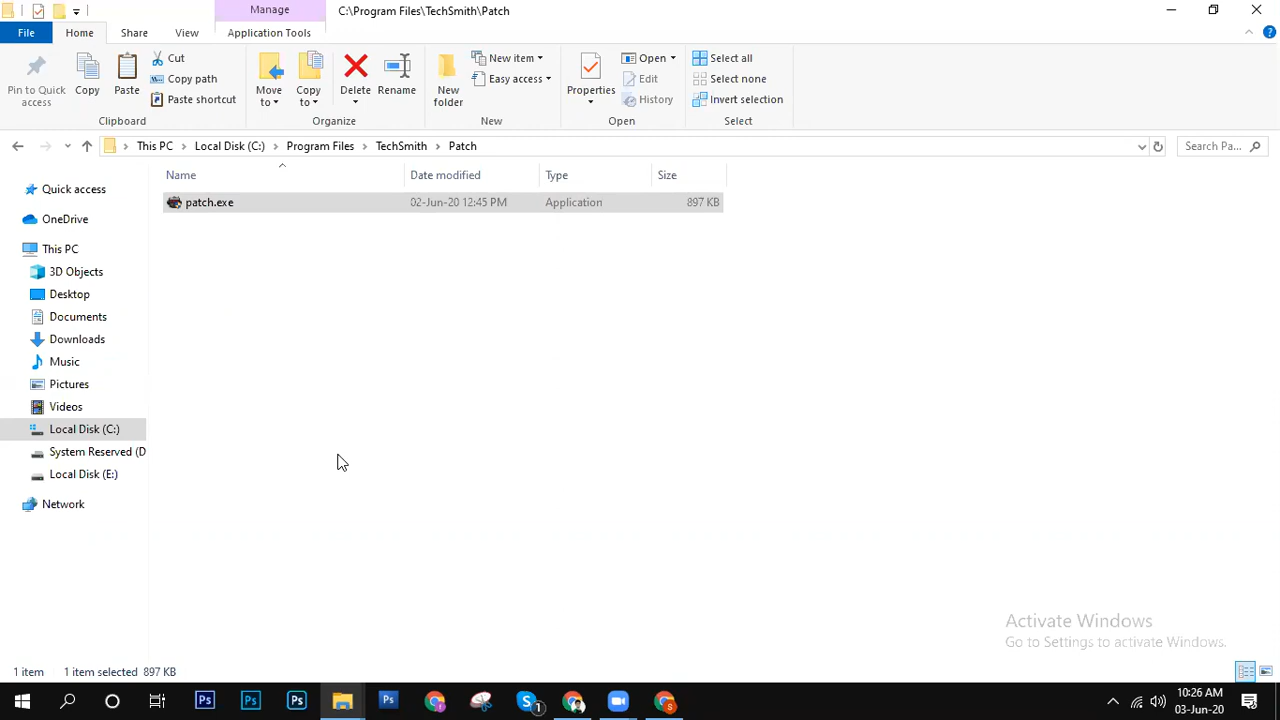 Manage
C:\Program Files\TechSmith\Patch
File
Home
Share
View
Application Tools
Pin to Quick access
Copy
Paste
Cut
Copy path
Paste shortcut
Clipboard
Move to
Copy to
Delete
Rename
Organize
New folder
New item
Easy access
New
Properties
Open
Edit
History
Open
Select all
Select none
Invert selection
Select
This PC > Local Disk (C:) > Program Files > TechSmith > Patch
Search Pa...
Name Date modified Type Size
patch.exe 02-Jun-20 12:45 PM Application 897 KB
Quick access
OneDrive
This PC
3D Objects
Desktop
Documents
Downloads
Music
Pictures
Videos
Local Disk (C:)
System Reserved (D
Local Disk (E:)
Network
Activate Windows
Go to Settings to activate Windows.
1 item 1 item selected 897 KB
Ps Ps Ps Ps S 1 S
10:26 AM
03-Jun-20